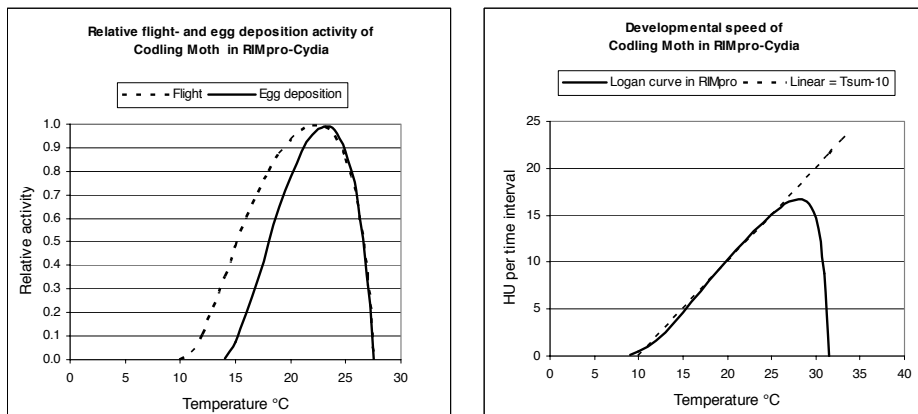 Relative flight- and egg deposition activity of
Codling Moth in RIMpro-Cydia
Flight Egg deposition
Relative activity
1.0
0.9
0.8
0.7
0.6
0.5
0.4
0.3
0.2
0.1
0.0
0 5 10 15 20 25 30
Temperature °C
Developmental speed of
Codling Moth in RIMpro-Cydia
Logan curve in RIMpro Linear = Tsum-10
HU per time interval
25
20
15
10
5
0
0 5 10 15 20 25 30 35 40
Temperature °C